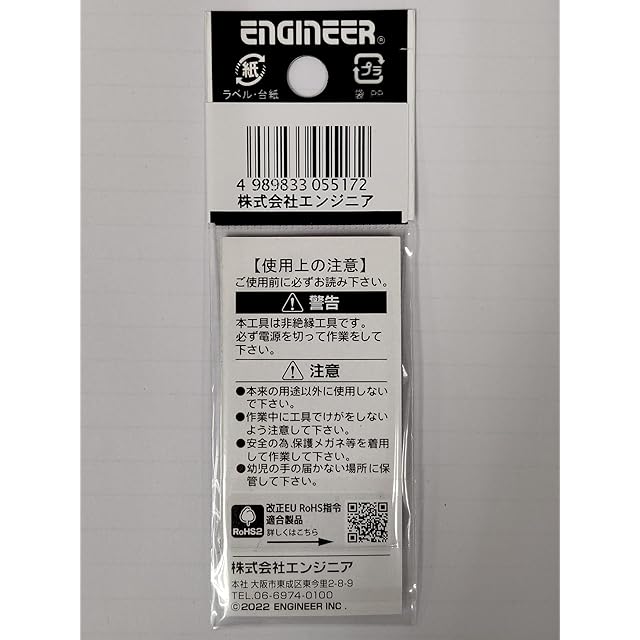 ENGINEER®
紙
プラ
ラベル・台紙
袋 PP
4 989833 055172
株式会社エンジニア
【使用上の注意】
ご使用前に必ずお読み下さい。
警告
本工具は非絶縁工具です。
必ず電源を切って作業をして
下さい。
注意
●本来の用途以外に使用しない
で下さい。
●作業中に工具でけがをしない
よう注意して下さい。
●安全の為、保護メガネ等を着用
して作業して下さい。
●幼児の手の届かない場所に保
管して下さい。
改正EU RoHS指令
適合製品
詳しくはこちら
RoHS2
株式会社エンジニア
本社 大阪市東成区東今里2-8-9
TEL.06-6974-0100
©2022 ENGINEER INC.